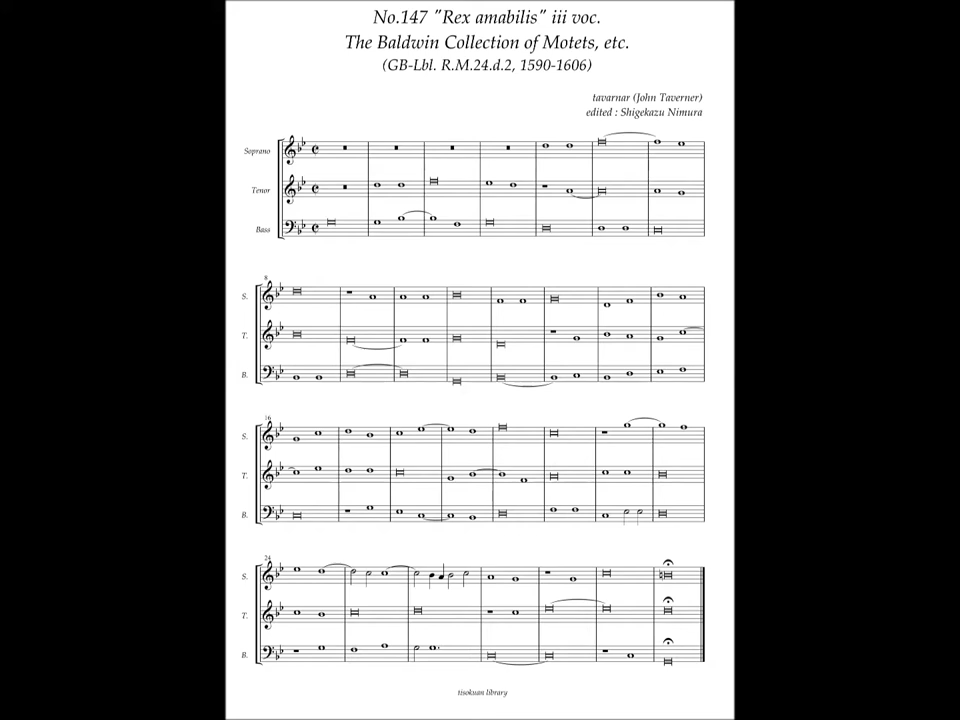 No.147 "Rex amabilis" iii voc.
The Baldwin Collection of Motets, etc.
(GB-Lbl. R.M.24.d.2, 1590-1606)
tavarnar (John Taverner)
edited : Shigekazu Nimura
Soprano
Tenor
Bass
8
S.
T.
B.
16
S.
T.
B.
24
S.
T.
B.
tisokuan library